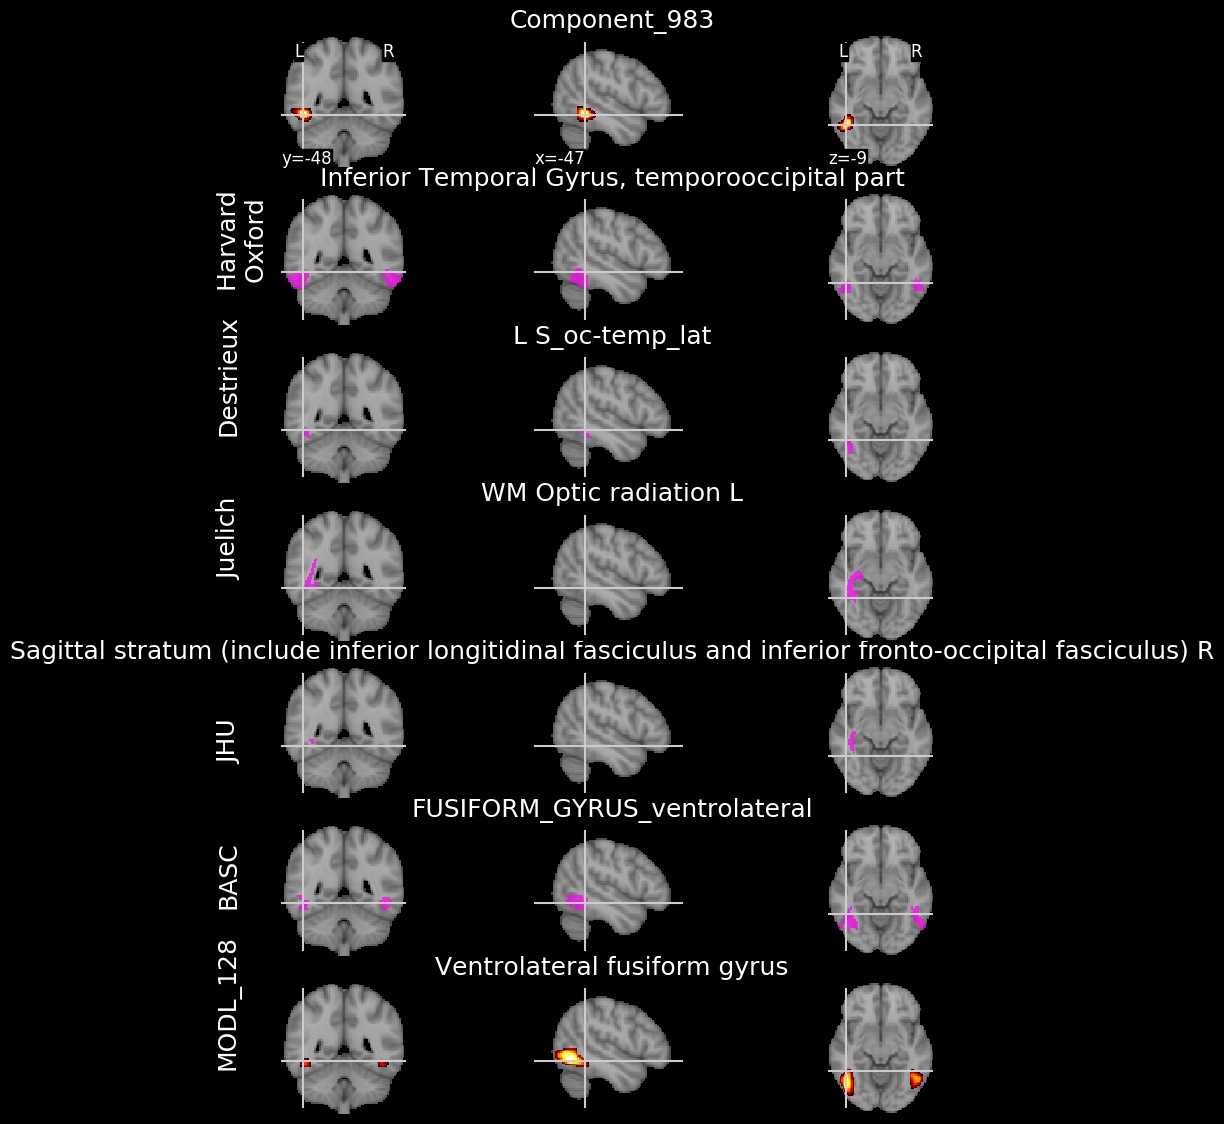 Component_983
L R L R
y=-48 x=-47 z=-9
Inferior Temporal Gyrus, temporooccipital part
Harvard
Oxford
L S_oc-temp_lat
Destrieux
WM Optic radiation L
Juelich
Sagittal stratum (include inferior longitidinal fasciculus and inferior fronto-occipital fasciculus) R
JHU
FUSIFORM_GYRUS_ventrolateral
BASC
Ventrolateral fusiform gyrus
MODL_128